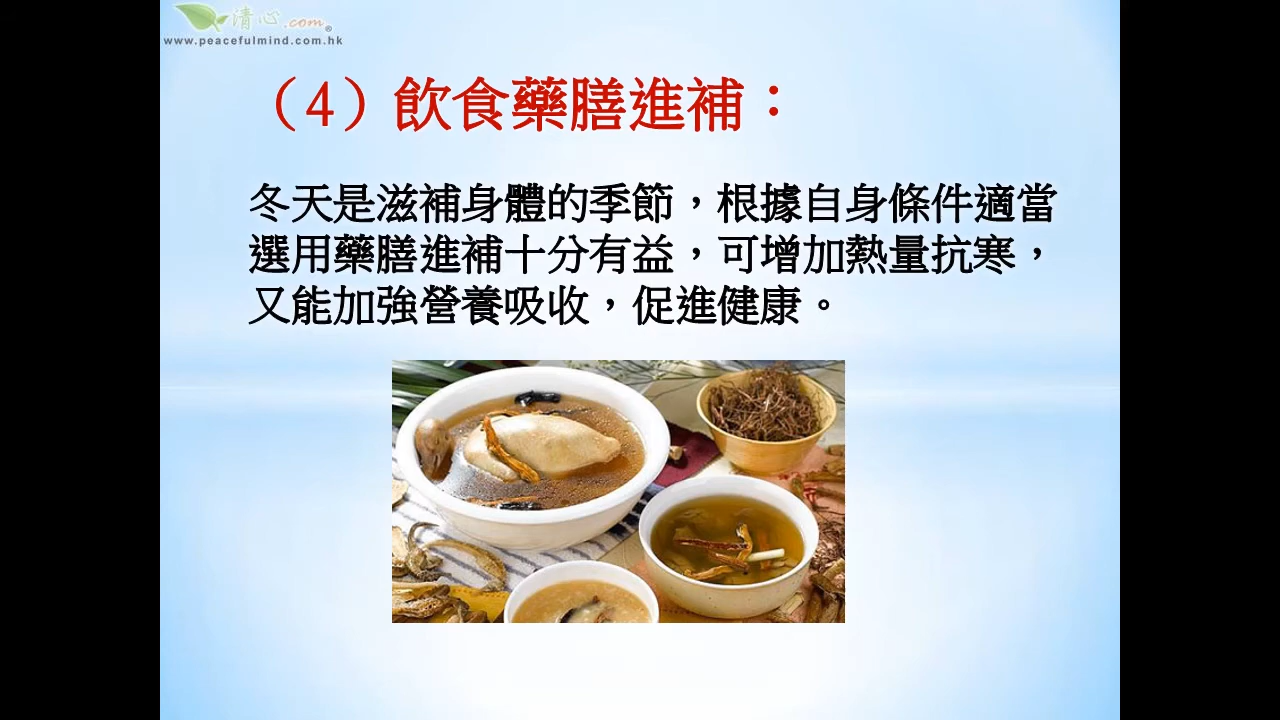 清心.com®
www.peacefulmind.com.hk
（4）飲食藥膳進補：
冬天是滋補身體的季節，根據自身條件適當
選用藥膳進補十分有益，可增加熱量抗寒，
又能加強營養吸收，促進健康。